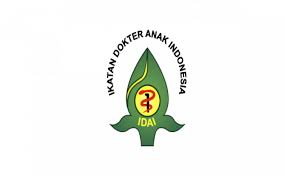 IKATAN DOKTER ANAK INDONESIA
IDAI